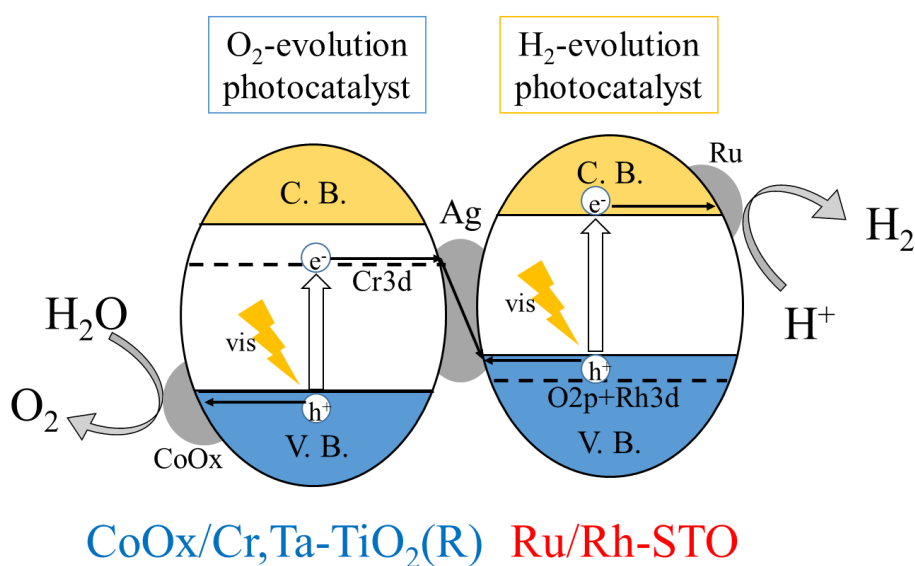 O₂-evolution
photocatalyst
H₂-evolution
photocatalyst
C. B.
e⁻
Cr3d
vis
h⁺
V. B.
H₂O
O₂
CoOx
Ag
C. B.
e⁻
Ru
H₂
H⁺
vis
h⁺
O2p+Rh3d
V. B.
CoOx/Cr,Ta-TiO₂(R)
Ru/Rh-STO